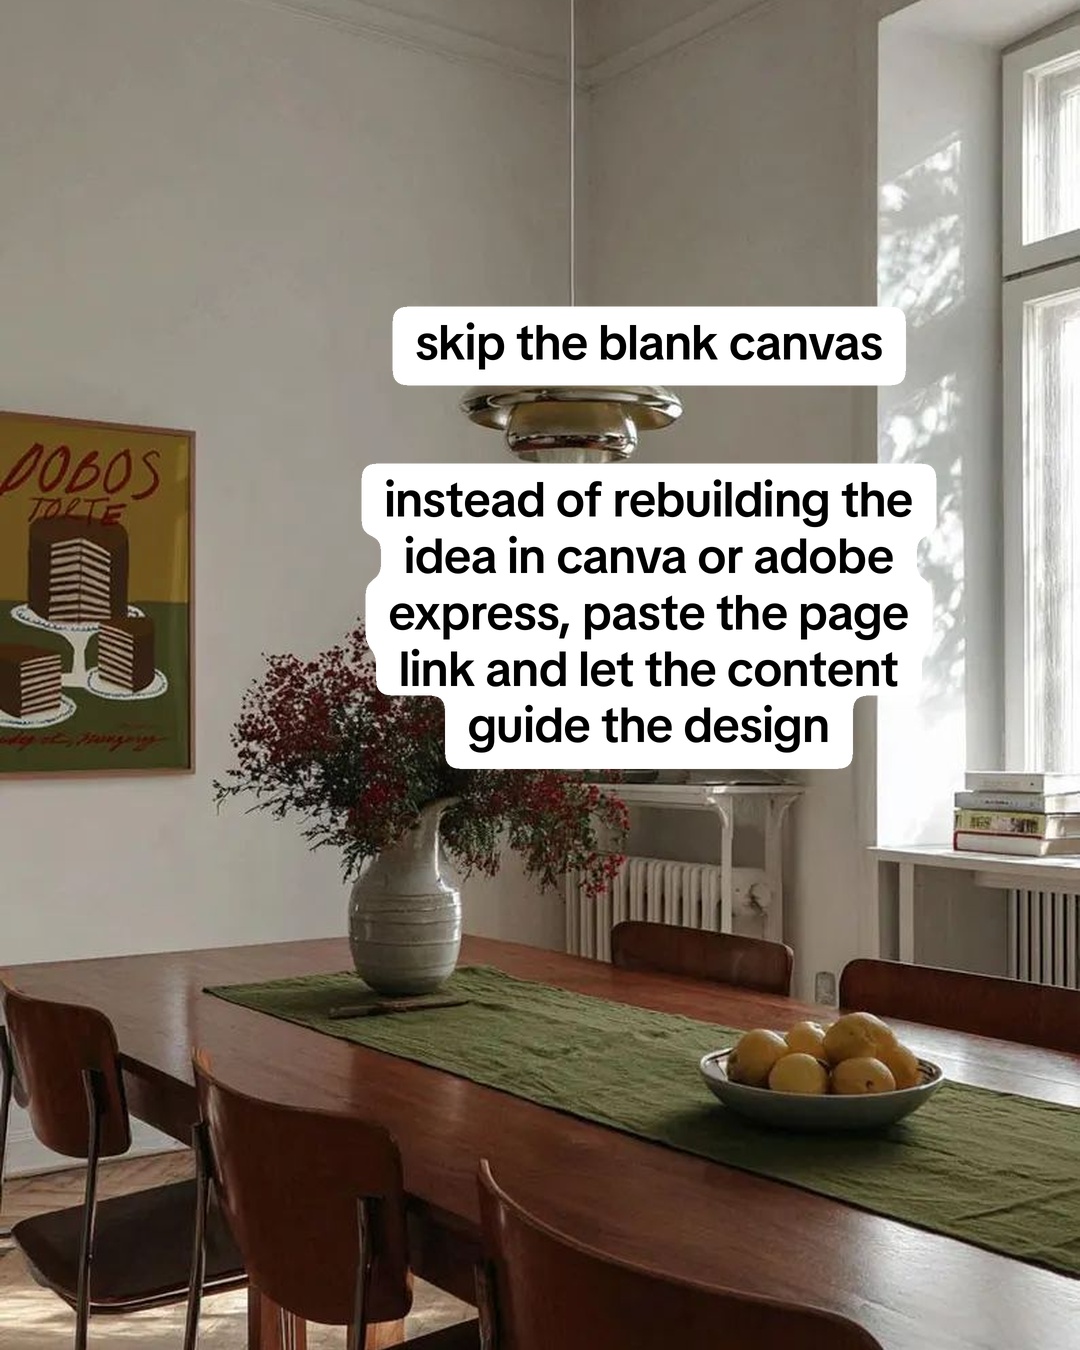 skip the blank canvas
instead of rebuilding the
idea in canva or adobe
express, paste the page
link and let the content
guide the design
DOBOS
TORTE